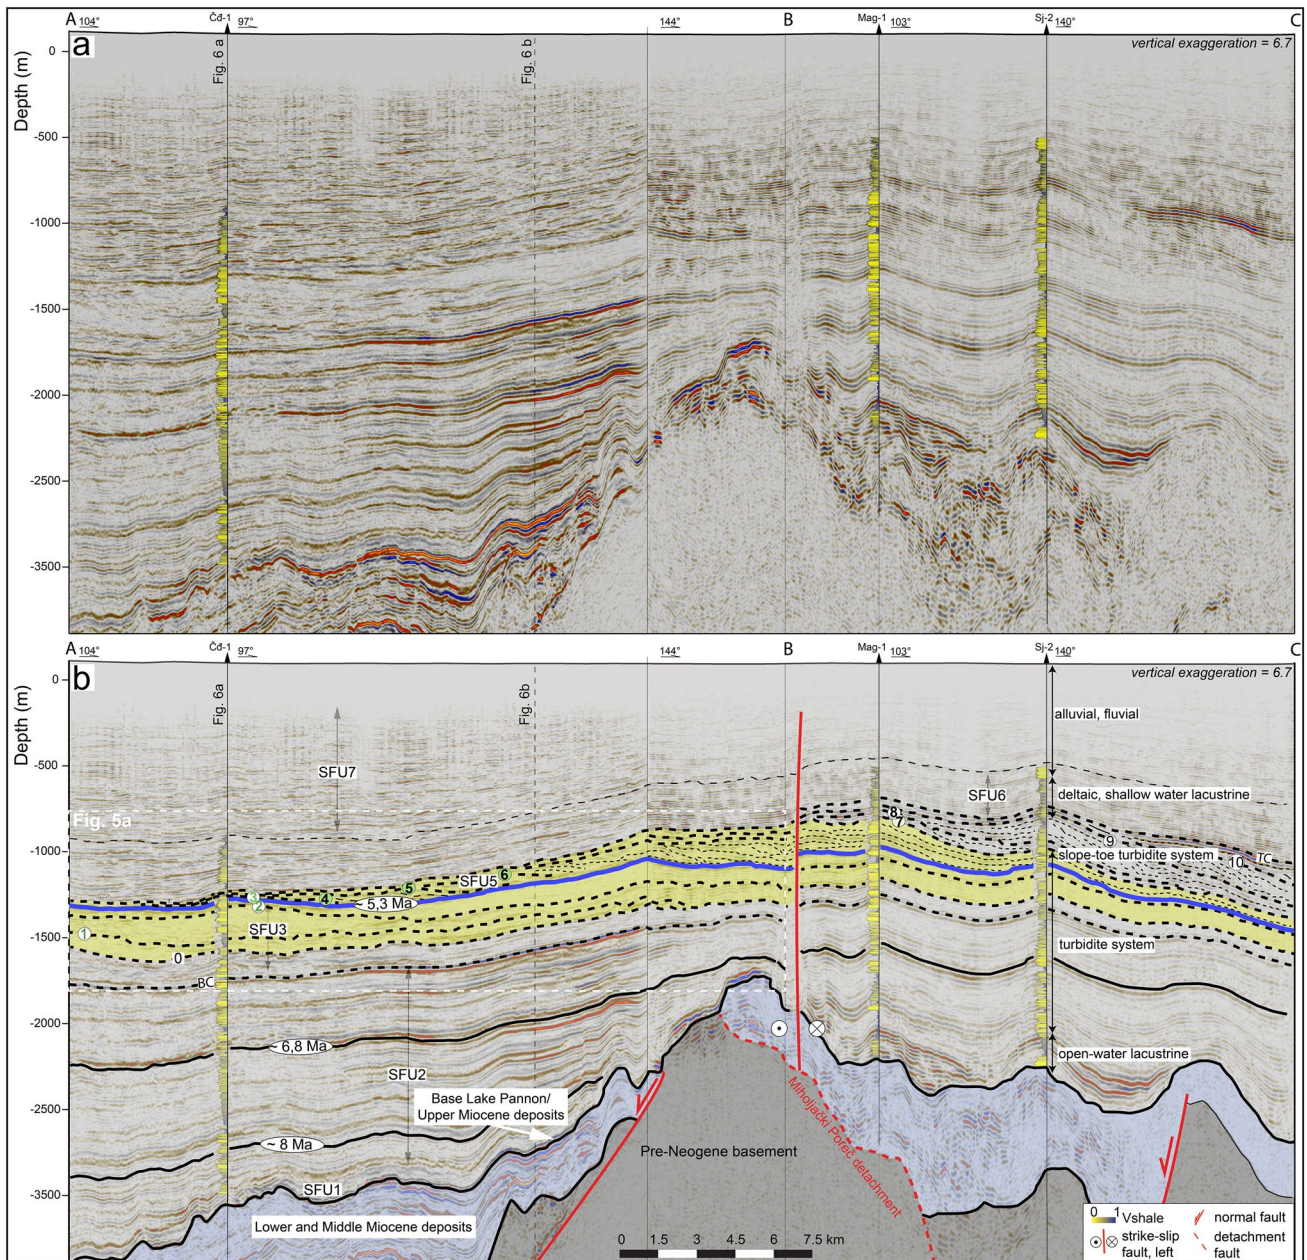 A 104° Čđ-1 97° 144° B Mag-1 103° Sj-2 140° C
a
vertical exaggeration = 6.7
Depth (m)
Fig. 6 a
Fig. 6 b
0
-500
-1000
-1500
-2000
-2500
-3000
-3500
A 104° Čđ-1 97° 144° B Mag-1 103° Sj-2 140° C
b
vertical exaggeration = 6.7
Depth (m)
Fig. 6a
Fig. 6b
0
-500
-1000
-1500
-2000
-2500
-3000
-3500
alluvial, fluvial
SFU7
SFU6
deltaic, shallow water lacustrine
Fig. 5a
8
7
9
slope-toe turbidite system
10
TC
6
SFU5
5
4
3
2
~ 5,3 Ma
1
SFU3
0
turbidite system
BC
~ 6,8 Ma
open-water lacustrine
SFU2
Base Lake Pannon/
Upper Miocene deposits
~ 8 Ma
Miholjački Poreč detachment
Pre-Neogene basement
SFU1
Lower and Middle Miocene deposits
0 1.5 3 4.5 6 7.5 km
0 1
Vshale
normal fault
strike-slip
fault, left
detachment
fault